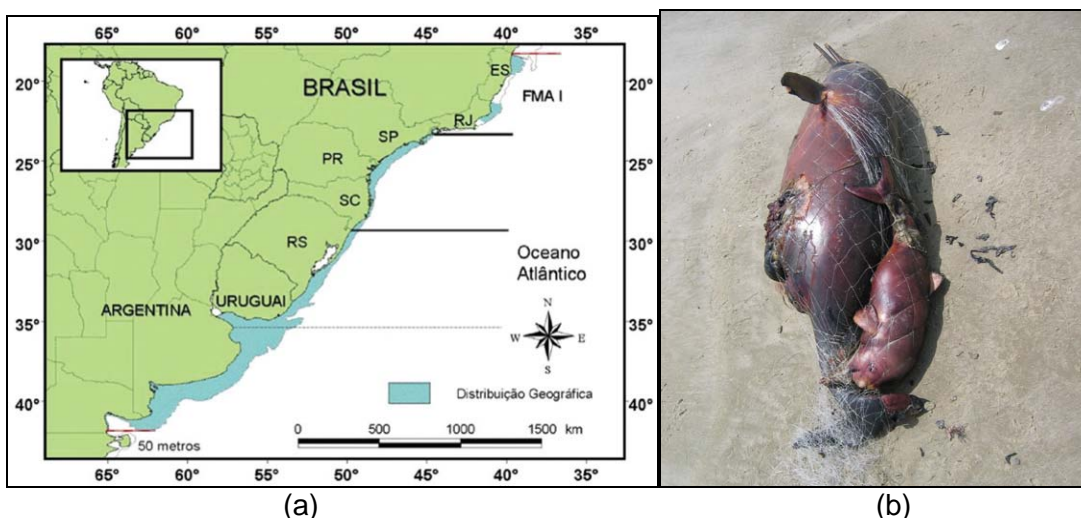 65° 60° 55° 50° 45° 40° 35°
20° 20°
BRASIL
ES
FMA I
RJ
SP
25° 25°
PR
SC
30° 30°
RS
Oceano
Atlântico
ARGENTINA
URUGUAI
35° 35°
N
W E
S
Distribuição Geográfica
40° 40°
50 metros
0 500 1000 1500 km
65° 60° 55° 50° 45° 40° 35°
(a) (b)